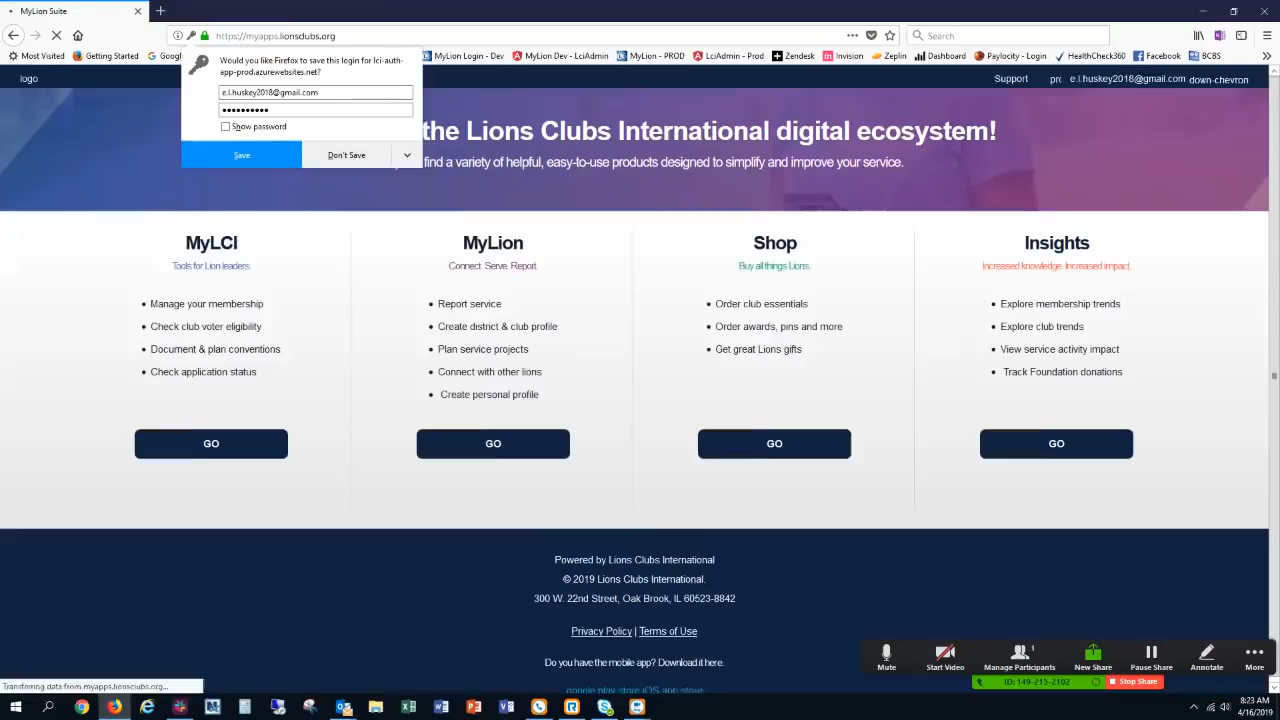 MyLion Suite
https://myapps.lionsclubs.org
Search
Most Visited
Getting Started
Googl
MyLion Login - Dev
MyLion Dev - LciAdmin
MyLion - PROD
LciAdmin - Prod
Zendesk
Invision
Zeplin
Dashboard
Paylocity - Login
HealthCheck360
Facebook
BCBS
Would you like Firefox to save this login for lci-auth-
app-prod.azurewebsites.net?
e.l.huskey2018@gmail.com
Show password
Save
Don't Save
logo
Support
pro
e.l.huskey2018@gmail.com
down-chevron
the Lions Clubs International digital ecosystem!
find a variety of helpful, easy-to-use products designed to simplify and improve your service.
MyLCI
Tools for Lion leaders.
• Manage your membership
• Check club voter eligibility
• Document & plan conventions
• Check application status
GO
MyLion
Connect. Serve. Report.
• Report service
• Create district & club profile
• Plan service projects
• Connect with other lions
• Create personal profile
GO
Shop
Buy all things Lions.
• Order club essentials
• Order awards, pins and more
• Get great Lions gifts
GO
Insights
Increased knowledge. Increased impact.
• Explore membership trends
• Explore club trends
• View service activity impact
• Track Foundation donations
GO
Powered by Lions Clubs International
© 2019 Lions Clubs International.
300 W. 22nd Street, Oak Brook, IL 60523-8842
Privacy Policy | Terms of Use
Do you have the mobile app? Download it here.
google play store iOS app store
Mute
Start Video
1
Manage Participants
New Share
Pause Share
Annotate
More
ID: 149-215-2102
Stop Share
Transferring data from myapps.lionsclubs.org...
8:23 AM
4/16/2019